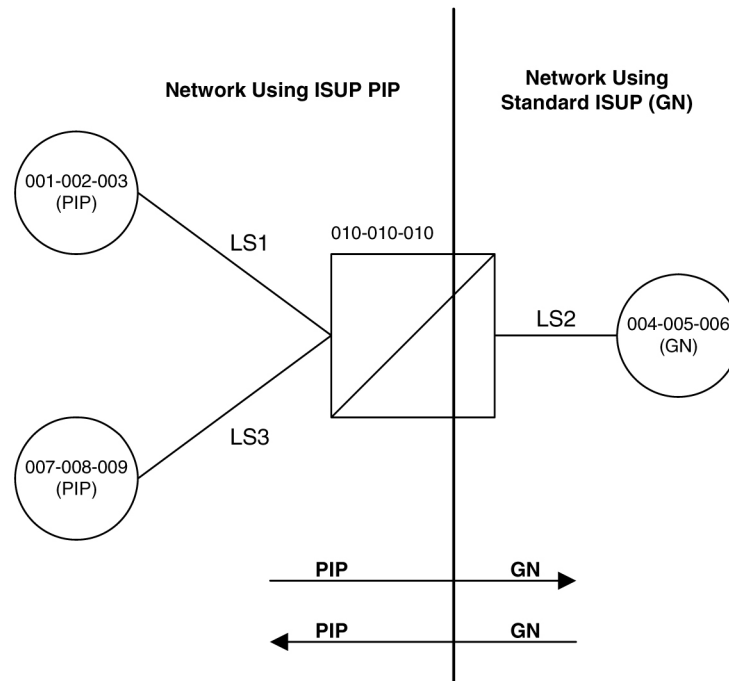 Network Using ISUP PIP
Network Using
Standard ISUP (GN)
001-002-003
(PIP)
LS1
010-010-010
LS2
004-005-006
(GN)
LS3
007-008-009
(PIP)
PIP
GN
PIP
GN